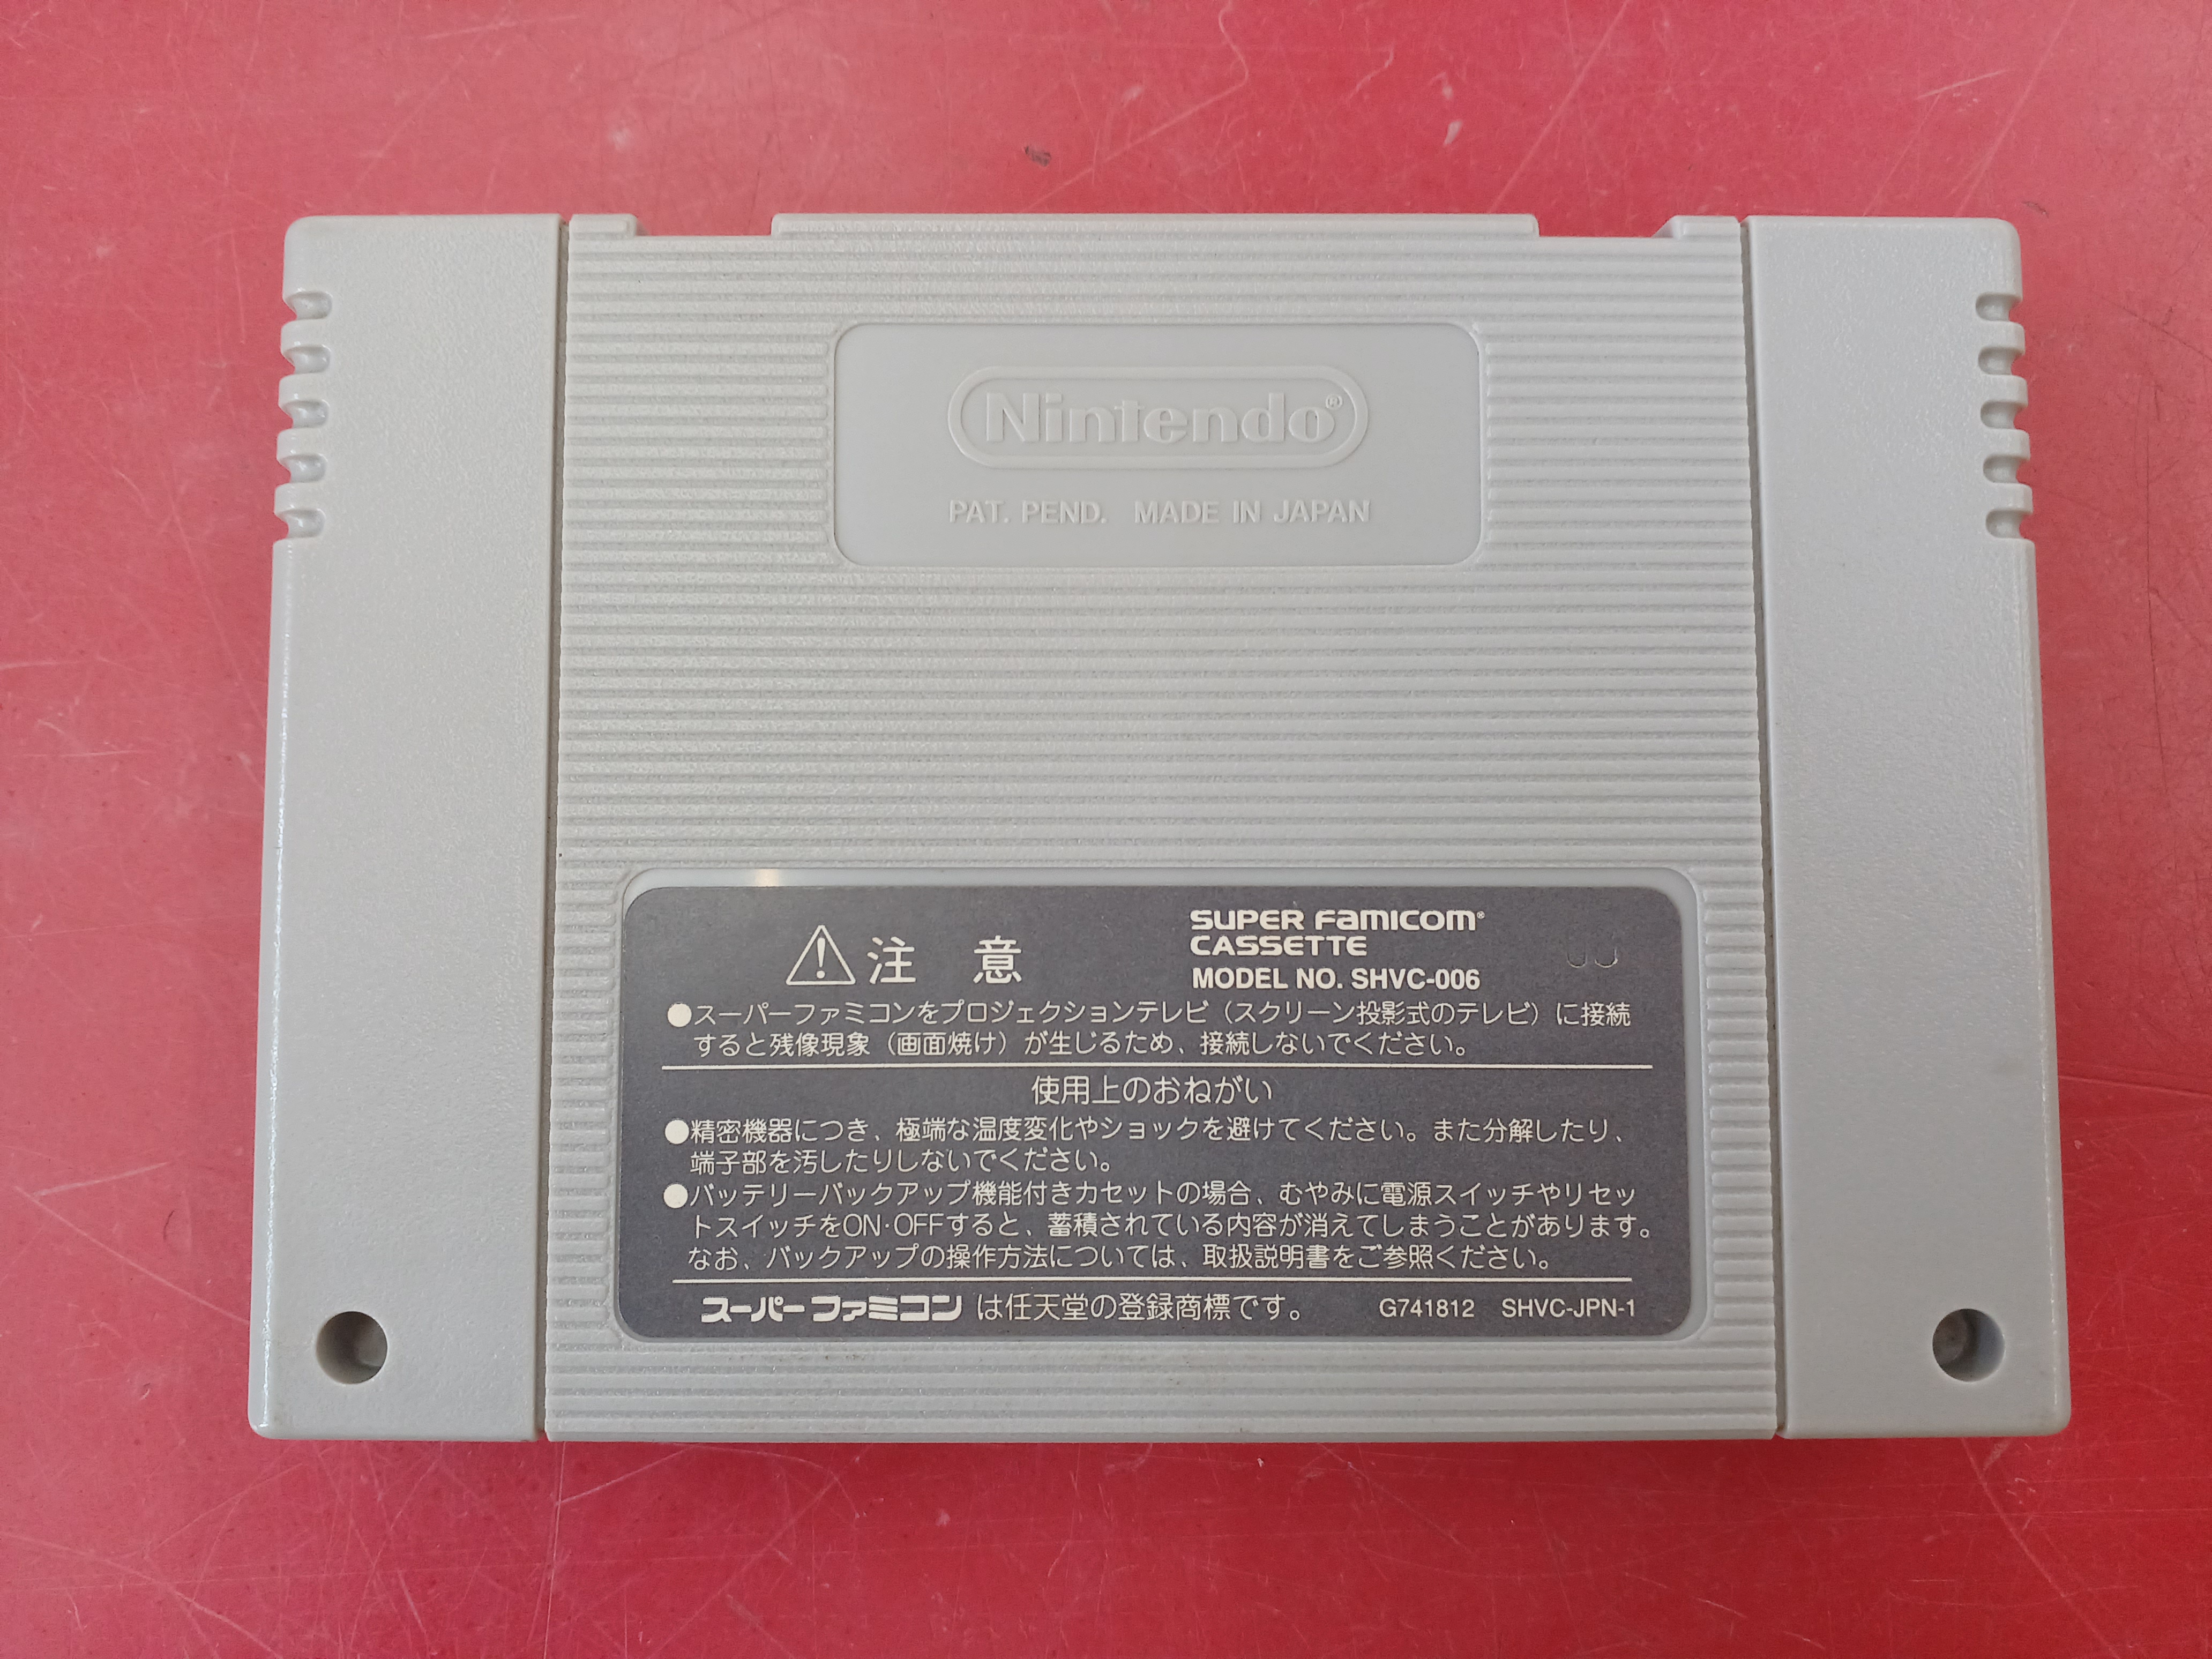 Nintendo®
PAT. PEND. MADE IN JAPAN
注意
SUPER FAMICOM®
CASSETTE
MODEL NO. SHVC-006
●スーパーファミコンをプロジェクションテレビ（スクリーン投影式のテレビ）に接続
すると残像現象（画面焼け）が生じるため、接続しないでください。
使用上のおねがい
●精密機器につき、極端な温度変化やショックを避けてください。また分解したり、
端子部を汚したりしないでください。
●バッテリーバックアップ機能付きカセットの場合、むやみに電源スイッチやリセッ
トスイッチをON·OFFすると、蓄積されている内容が消えてしまうことがあります。
なお、バックアップの操作方法については、取扱説明書をご参照ください。
スーパーファミコン は任天堂の登録商標です。 G741812 SHVC-JPN-1